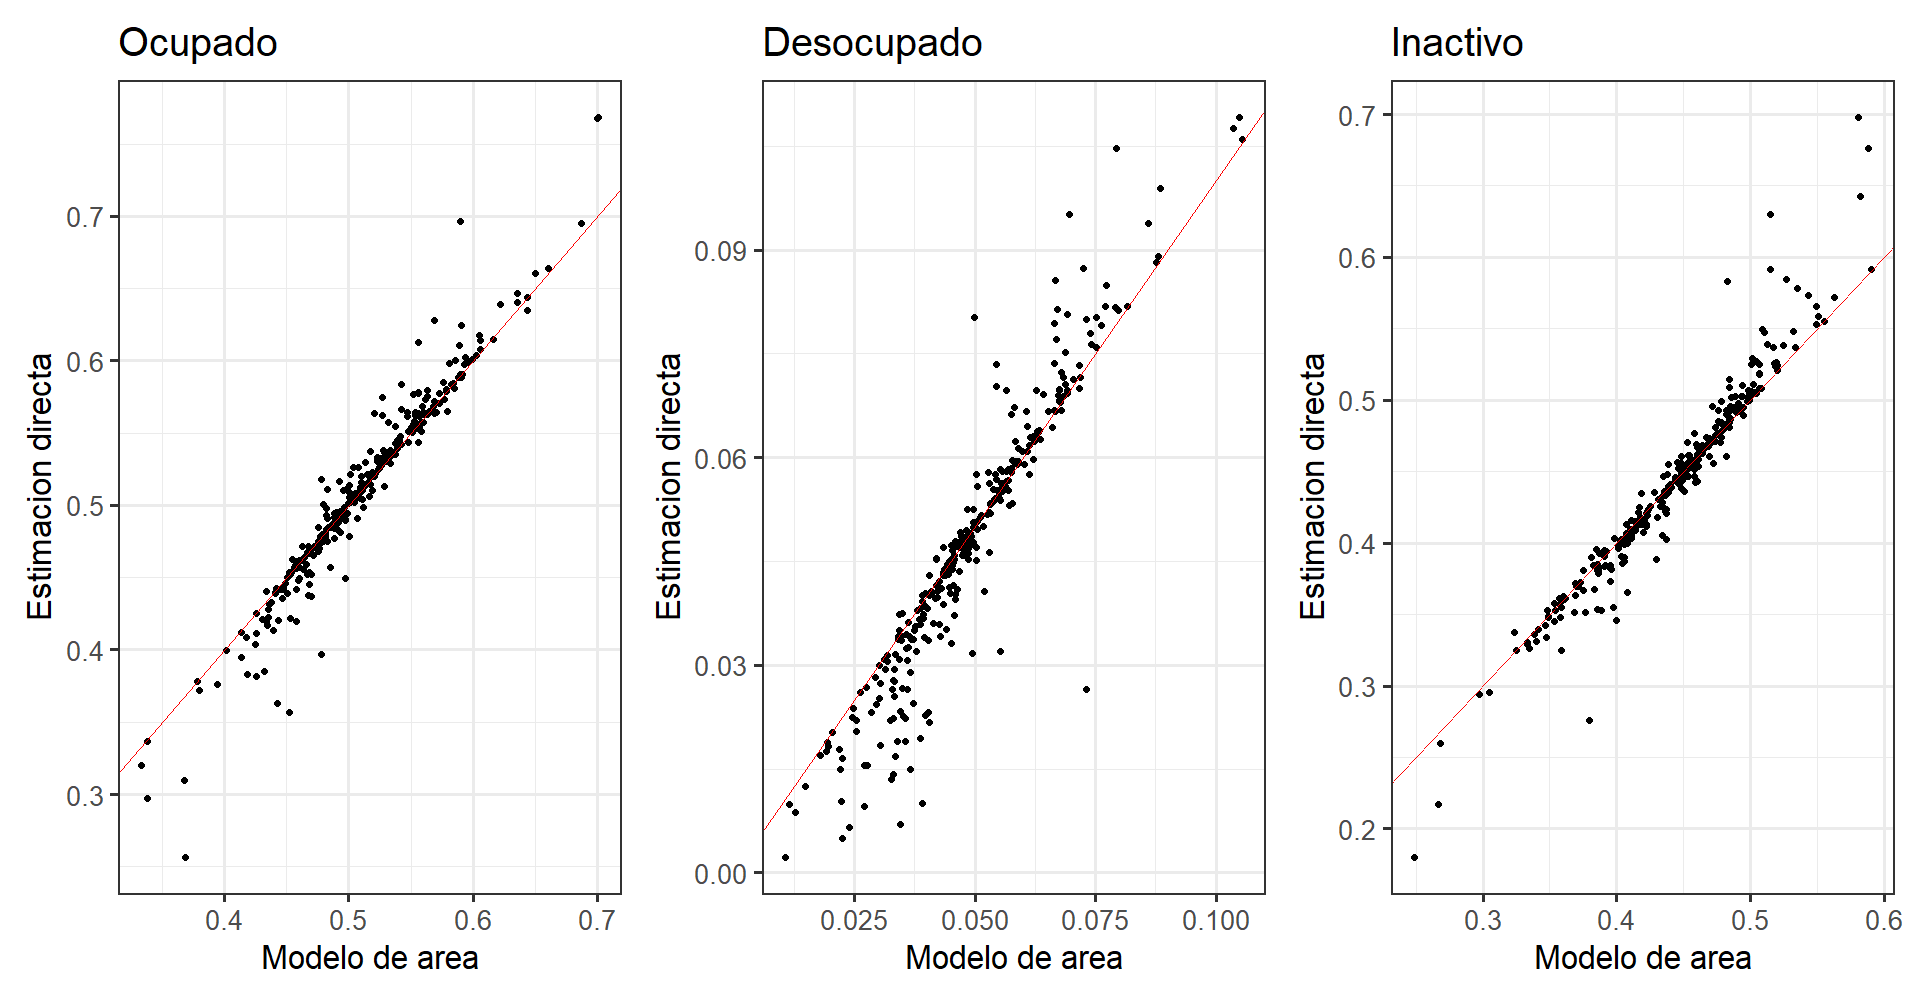 Ocupado
Estimacion directa
0.7
0.6
0.5
0.4
0.3
0.4 0.5 0.6 0.7
Modelo de area
Desocupado
Estimacion directa
0.09
0.06
0.03
0.00
0.025 0.050 0.075 0.100
Modelo de area
Inactivo
Estimacion directa
0.7
0.6
0.5
0.4
0.3
0.2
0.3 0.4 0.5 0.6
Modelo de area